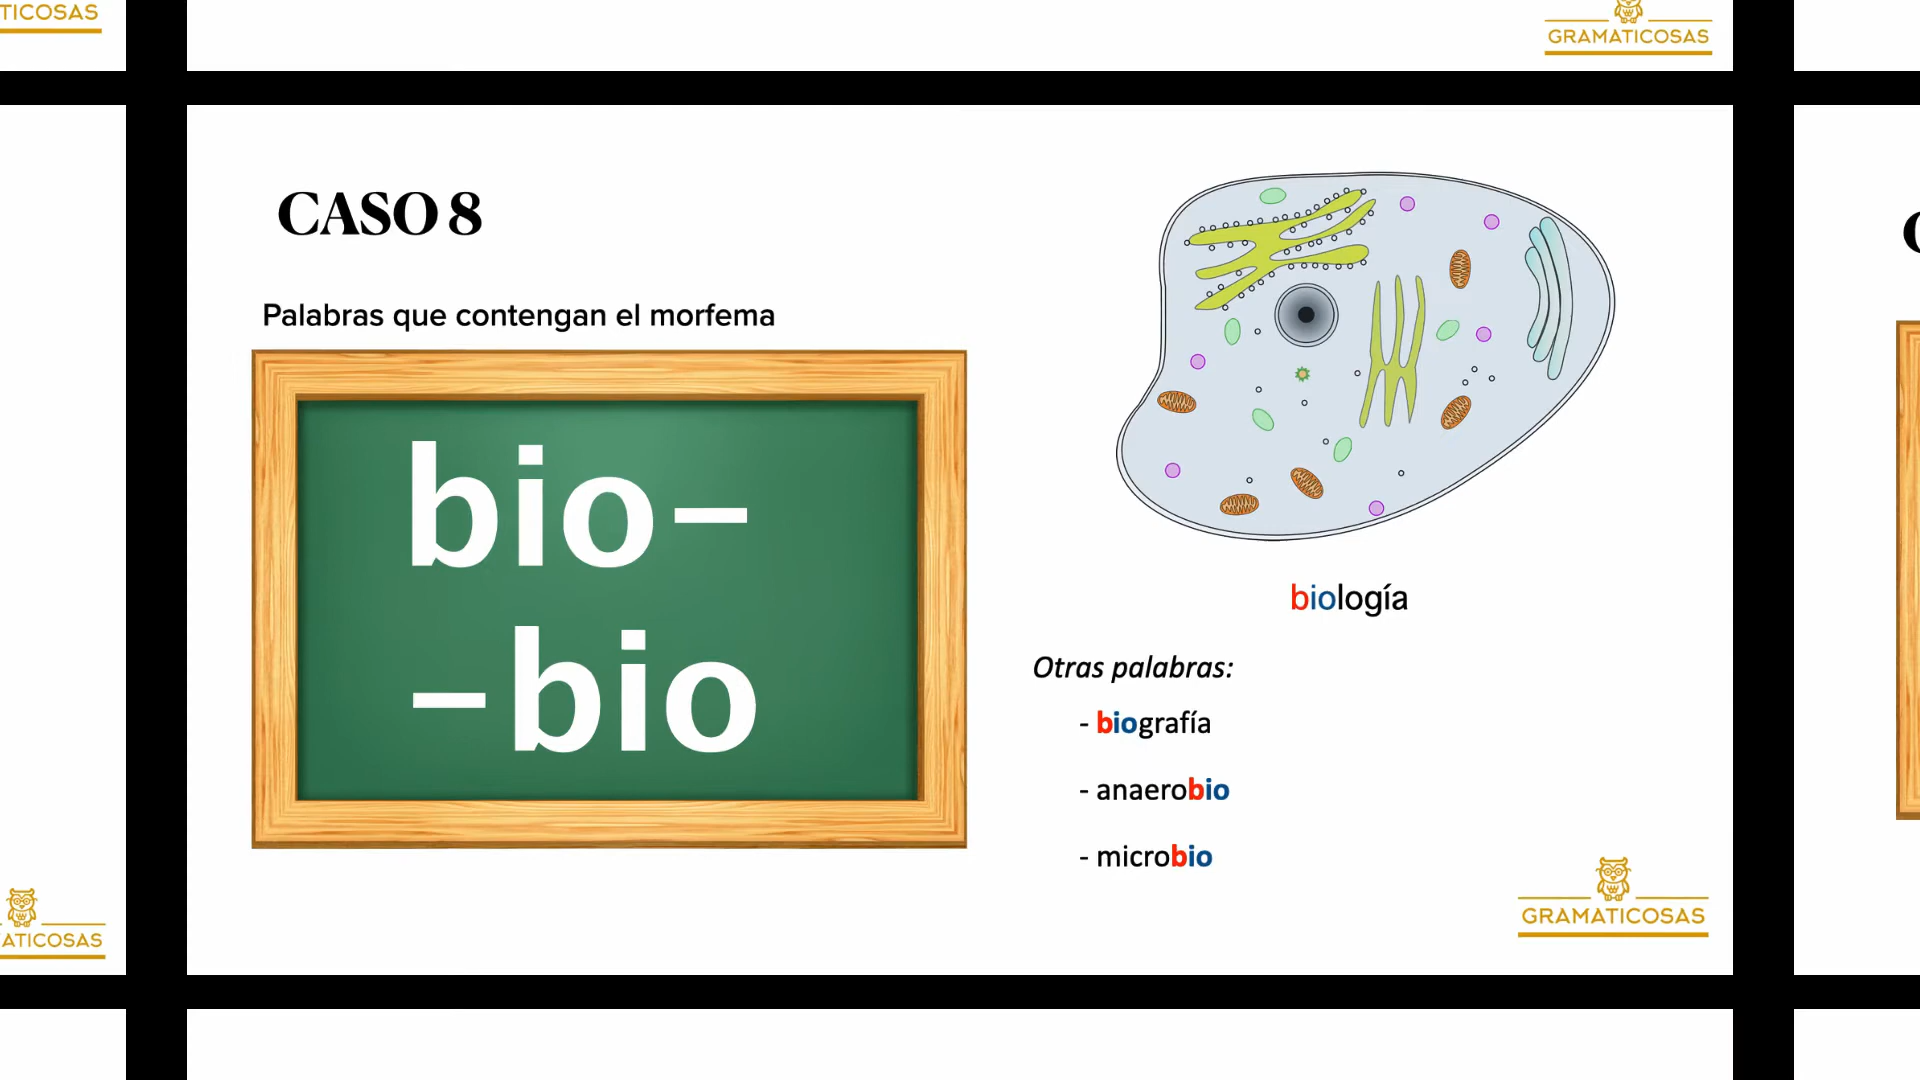 TICOSAS
GRAMATICOSAS
CASO 8
Palabras que contengan el morfema
bio-
-bio
biología
Otras palabras:
- biografía
- anaerobio
- microbio
GRAMATICOSAS
ATICOSAS